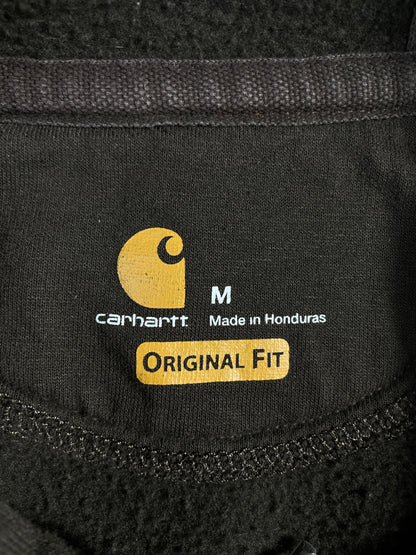 M
carhartt Made in Honduras
ORIGINAL FIT